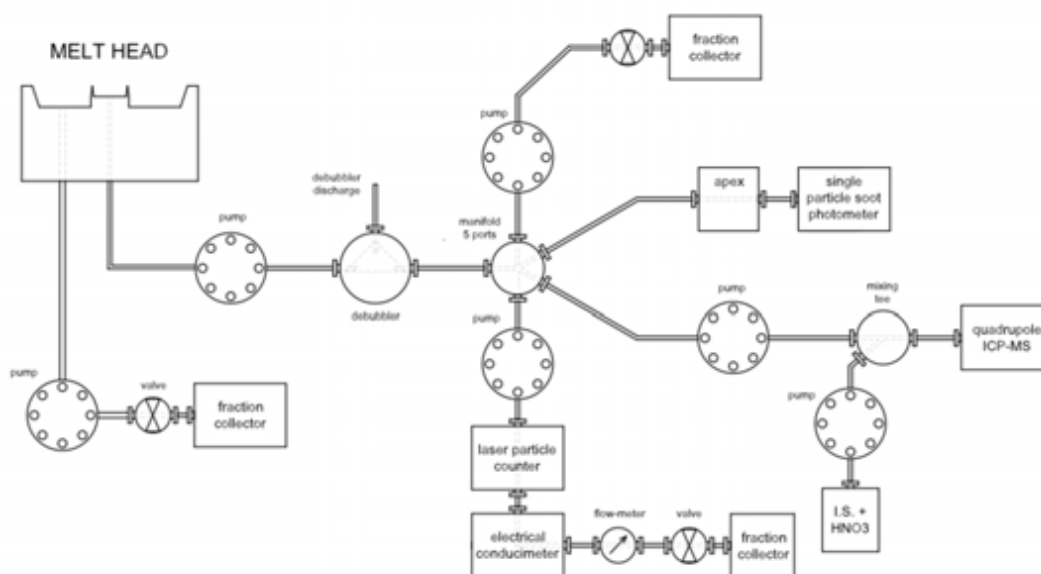 MELT HEAD
fraction
collector
pump
debubbler
discharge
apex
single
particle soot
photometer
pump
manifold
5 ports
pump
mixing
tee
debubbler
pump
quadrupole
ICP-MS
pump
valve
fraction
collector
pump
laser particle
counter
I.S. +
HNO3
electrical
conducimeter
flow-meter
valve
fraction
collector